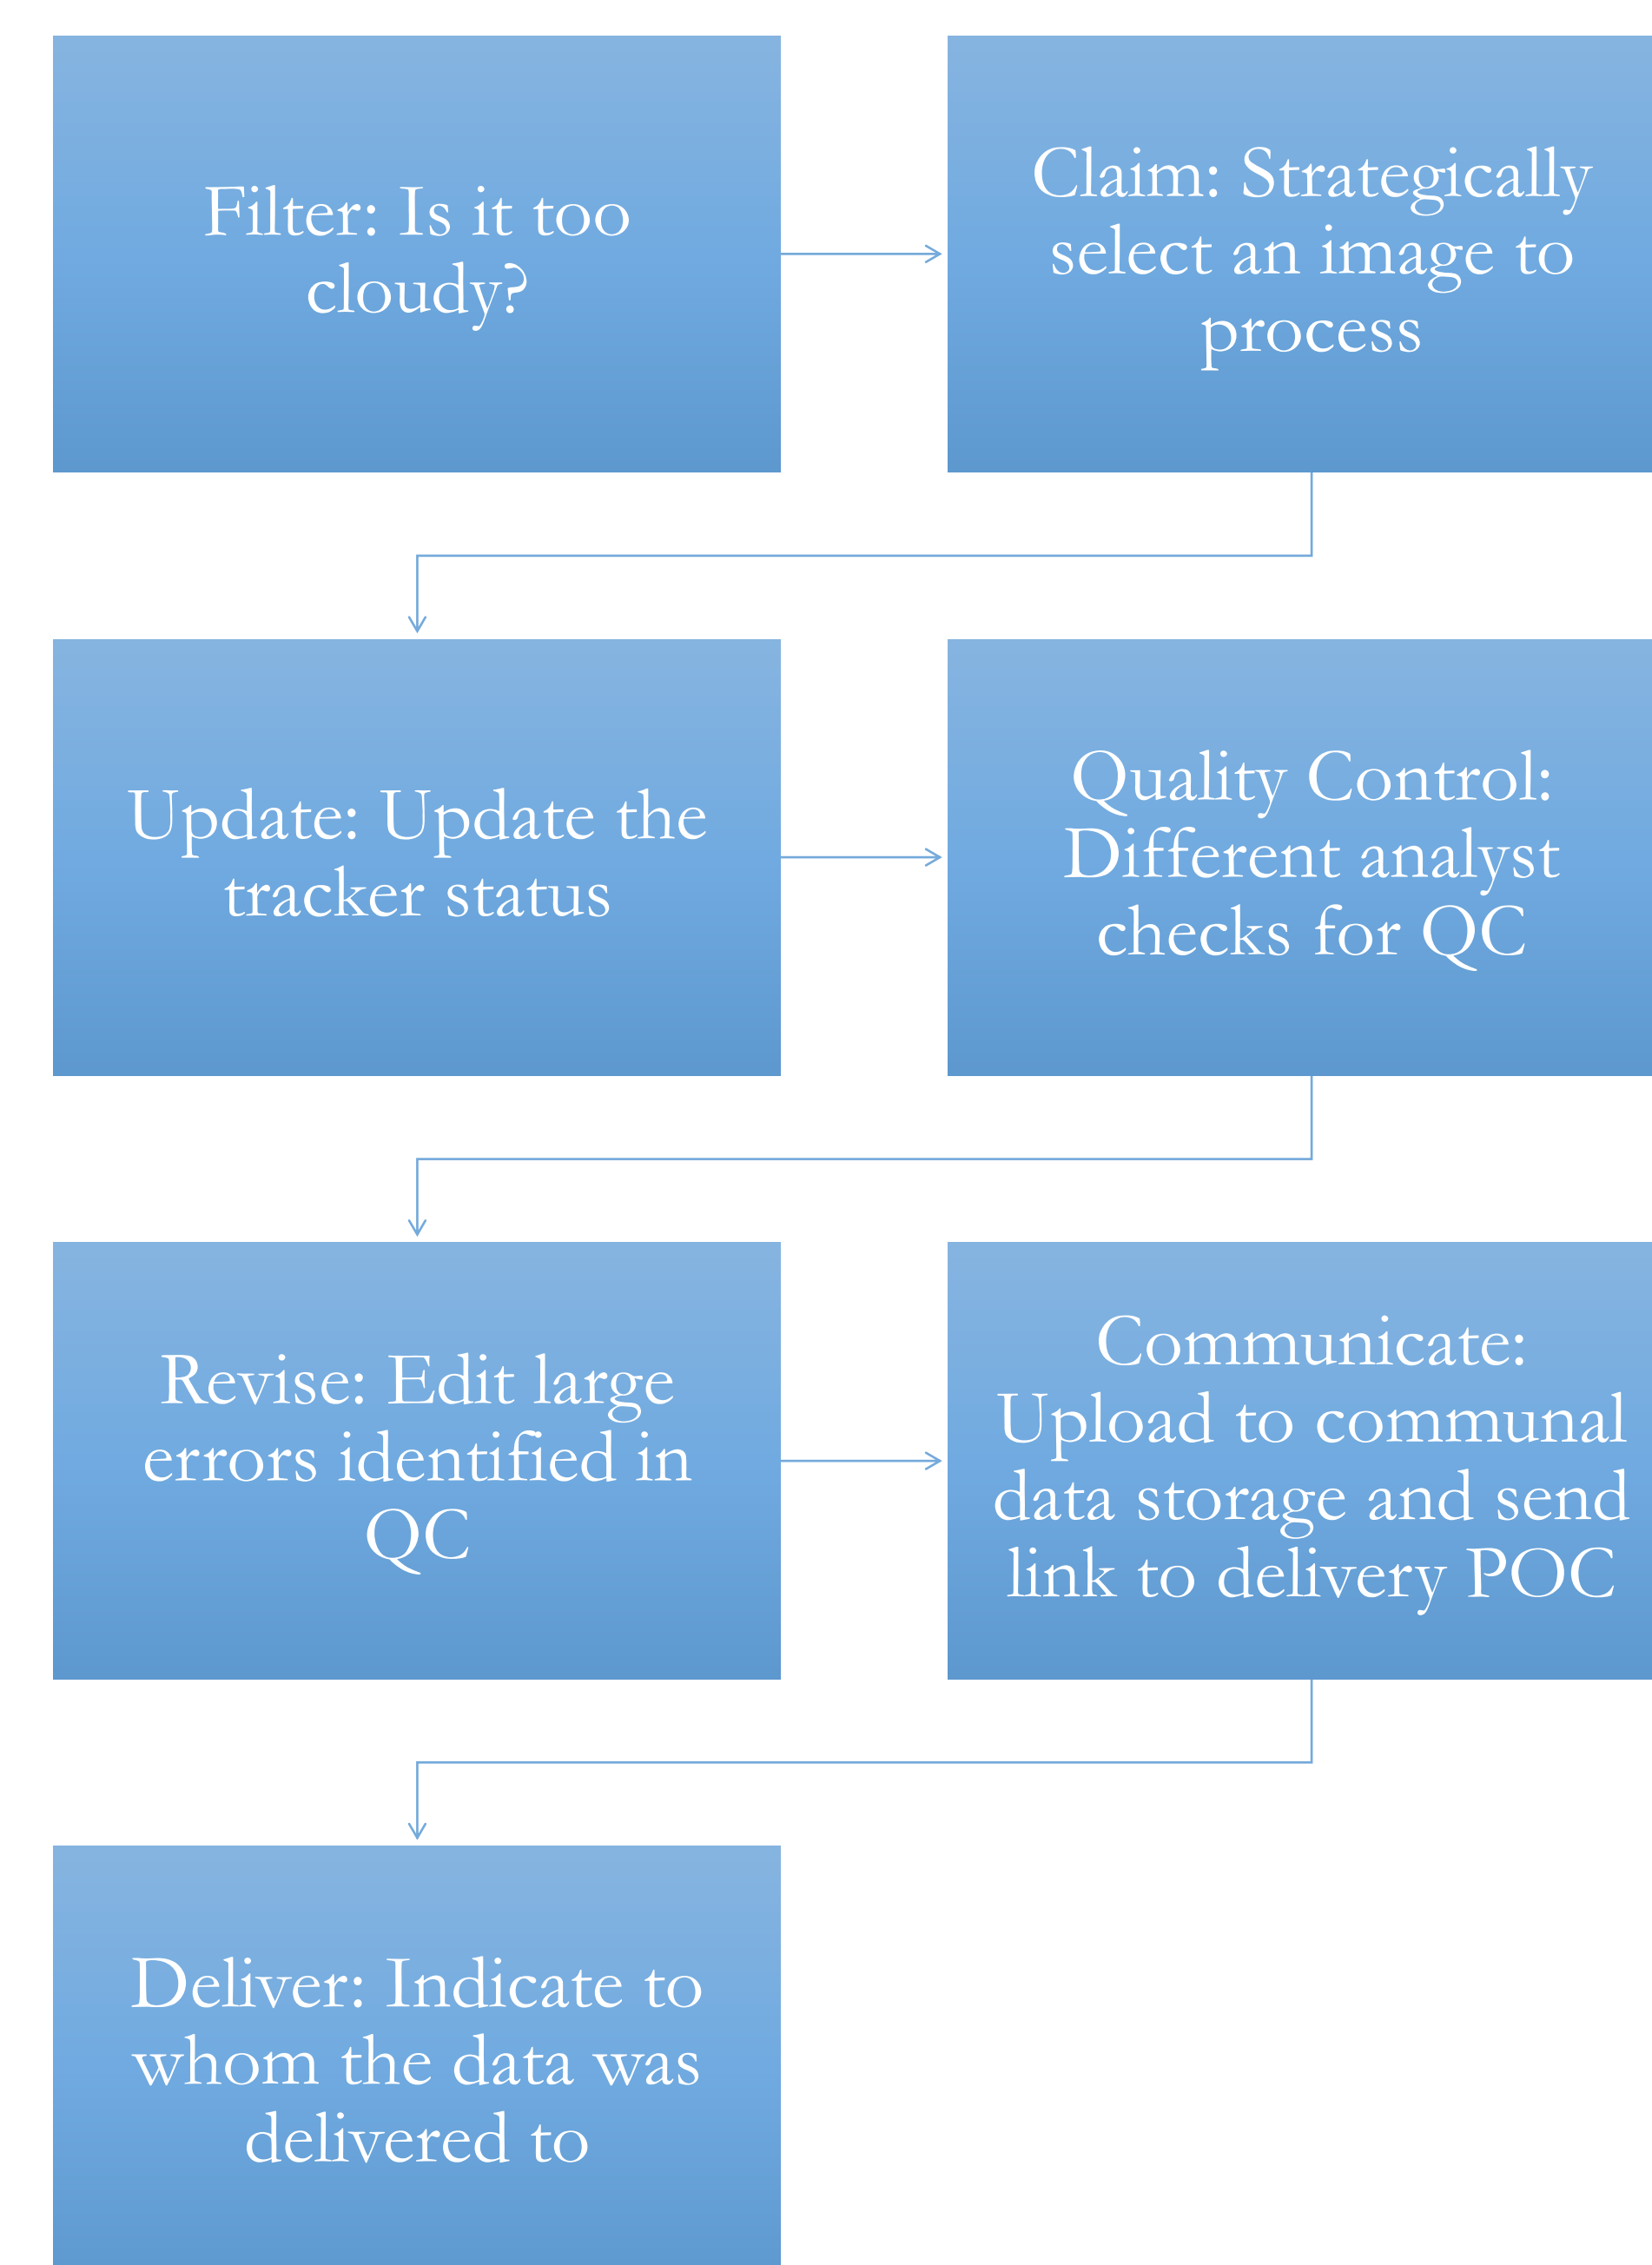 Filter: Is it too
cloudy?
Claim: Strategically
select an image to
process
Update: Update the
tracker status
Quality Control:
Different analyst
checks for QC
Revise: Edit large
errors identified in
QC
Communicate:
Upload to communal
data storage and send
link to delivery POC
Deliver: Indicate to
whom the data was
delivered to